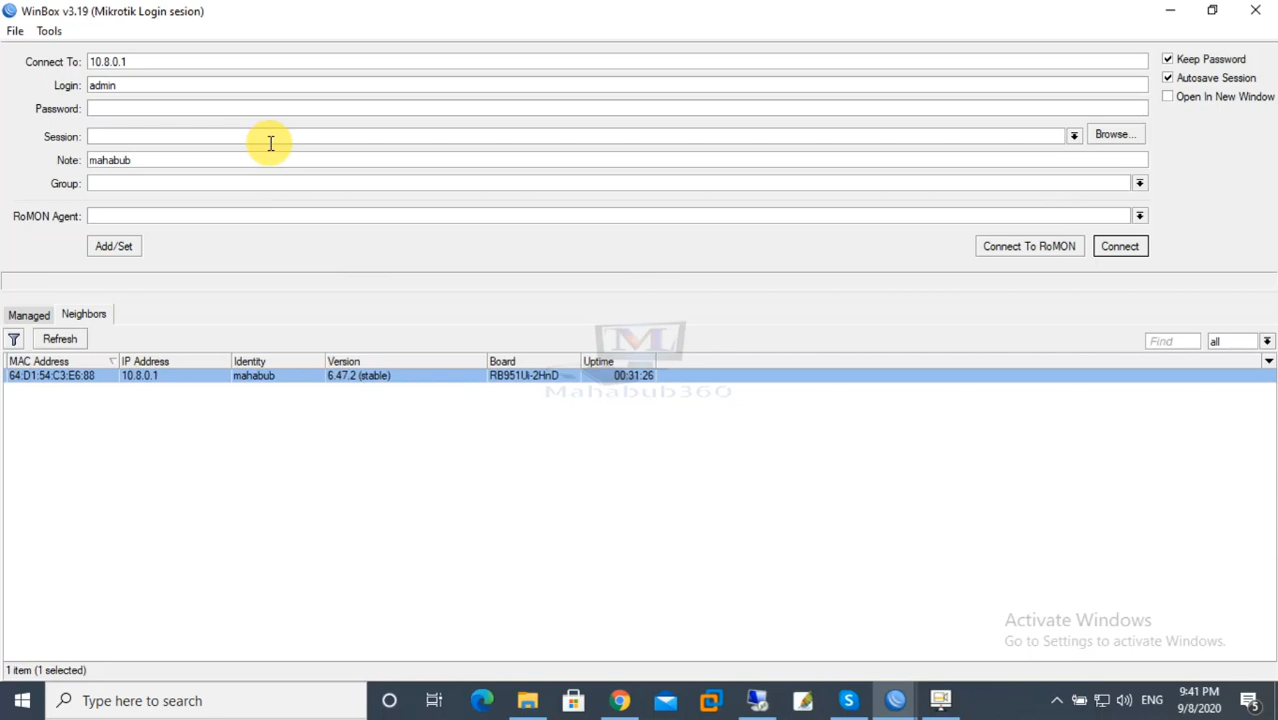 WinBox v3.19 (Mikrotik Login sesion)
File Tools
Connect To: 10.8.0.1
Keep Password
Login: admin
Autosave Session
Open In New Window
Password:
Session: Browse...
Note: mahabub
Group:
RoMON Agent:
Add/Set Connect To RoMON Connect
Managed Neighbors
Refresh Find all
MAC Address IP Address Identity Version Board Uptime
64:D1:54:C3:E6:88 10.8.0.1 mahabub 6.47.2 (stable) RB951Ui-2HnD 00:31:26
M
Mahabub360
Activate Windows
Go to Settings to activate Windows.
1 item (1 selected)
Type here to search
ENG
9:41 PM
9/8/2020
5